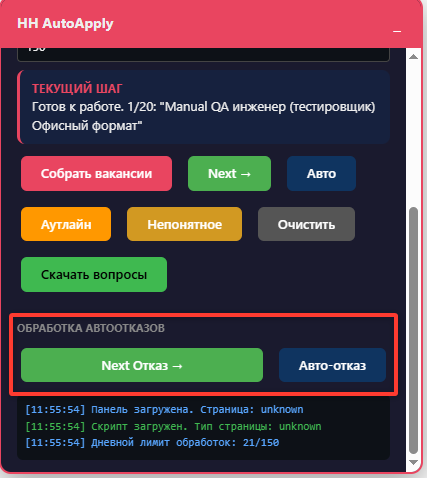 HH AutoApply
_
ТЕКУЩИЙ ШАГ
Готов к работе. 1/20: "Manual QA инженер (тестировщик)
Офисный формат"
Собрать вакансии Next → Авто
Аутлайн Непонятное Очистить
Скачать вопросы
ОБРАБОТКА АВТООТКАЗОВ
Next Отказ → Авто-отказ
[11:55:54] Панель загружена. Страница: unknown
[11:55:54] Скрипт загружен. Тип страницы: unknown
[11:55:54] Дневной лимит обработок: 21/150